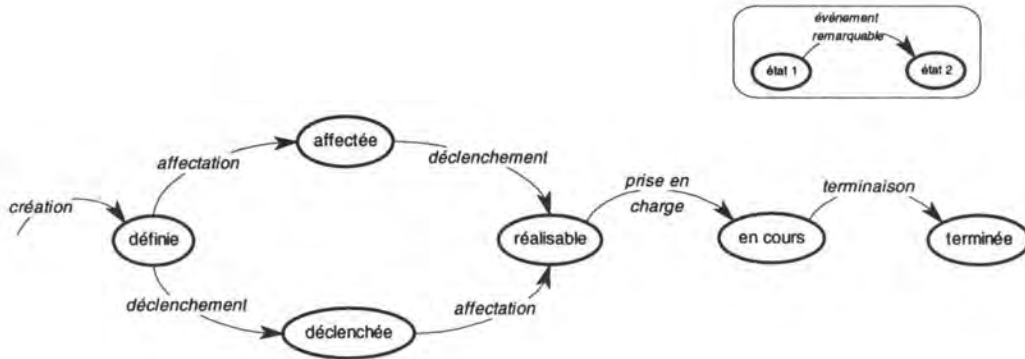 événement
remarquable
état 1
état 2
affectée
affectation
déclenchement
création
définie
réalisable
prise en
charge
en cours
terminaison
terminée
déclenchement
affectation
déclenchée